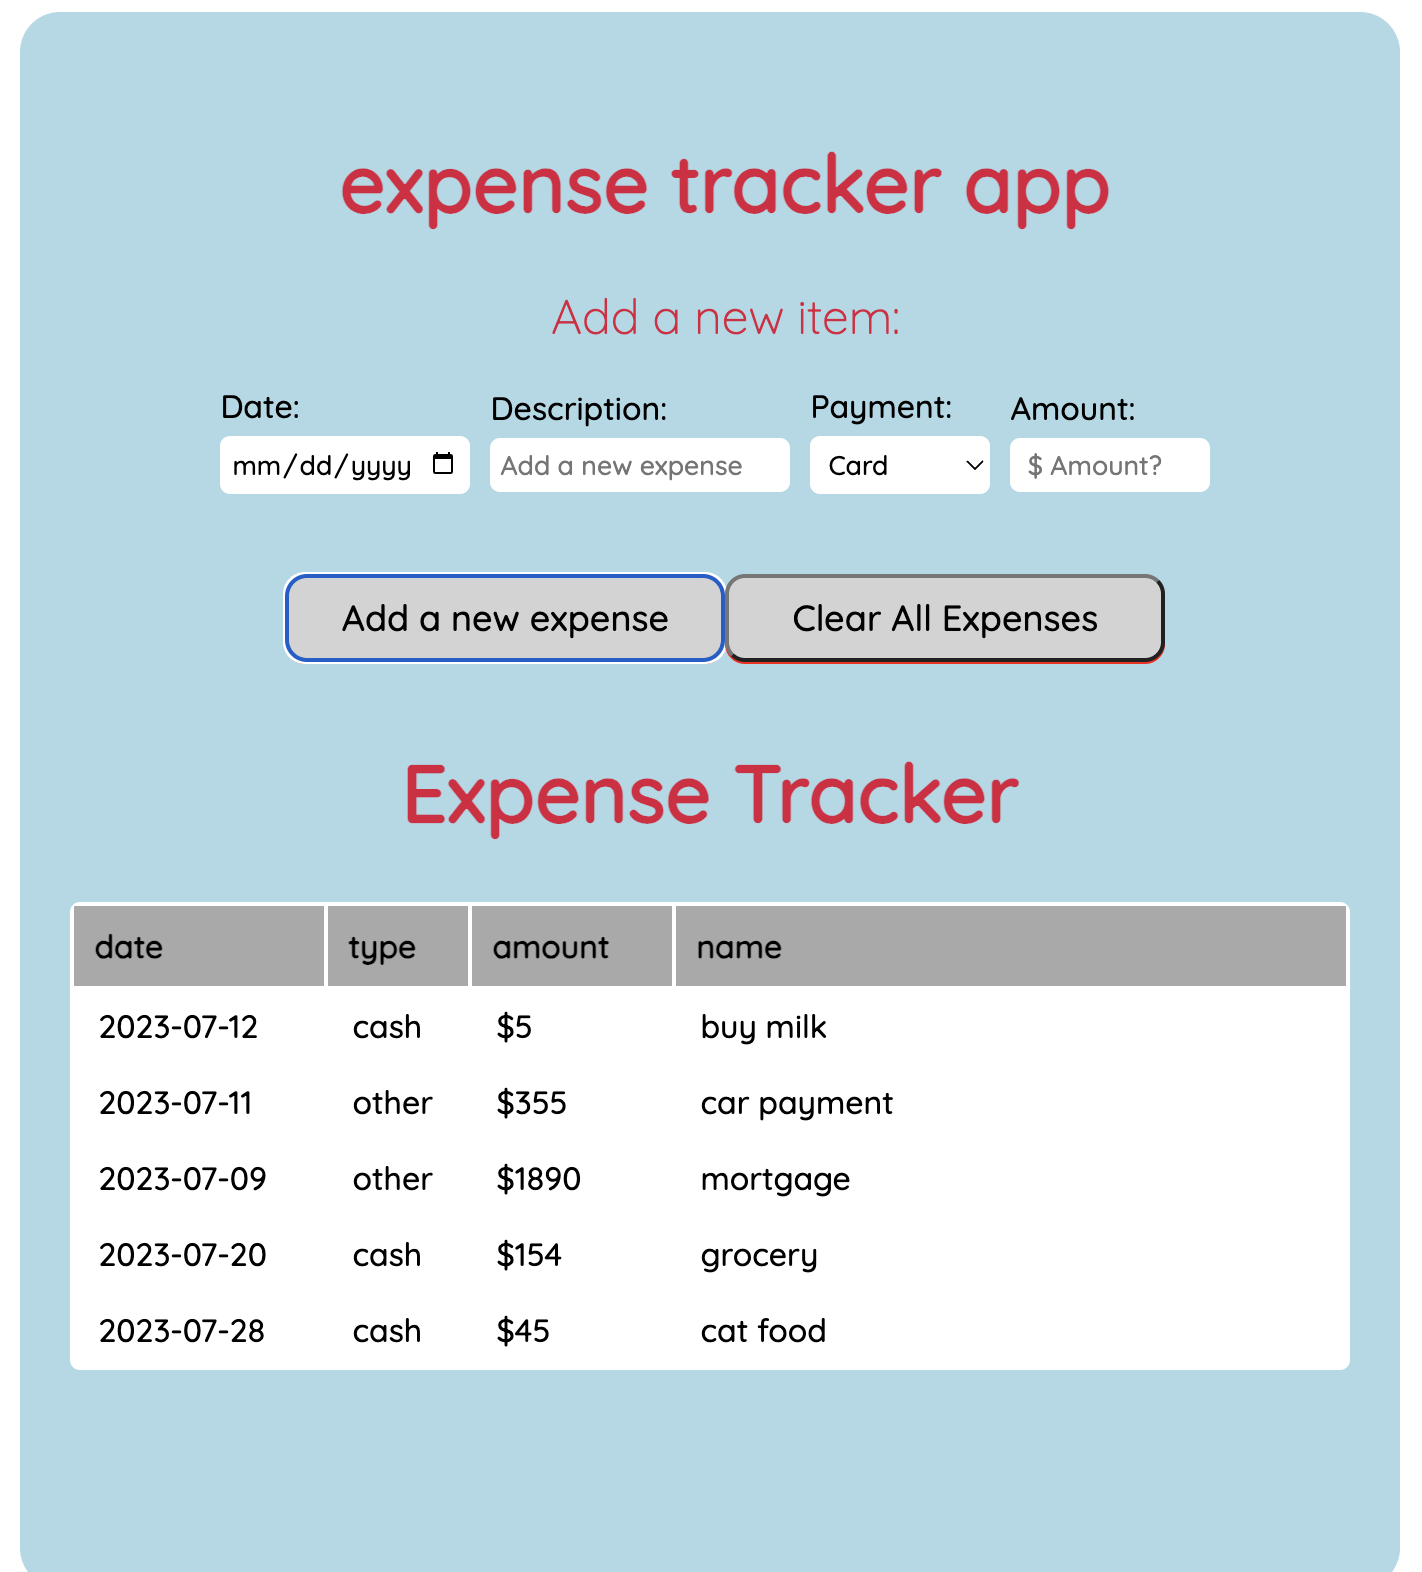 expense tracker app
Add a new item:
Date: Description: Payment: Amount:
mm/dd/yyyy Add a new expense Card $ Amount?
Add a new expense Clear All Expenses
Expense Tracker
date type amount name
2023-07-12 cash $5 buy milk
2023-07-11 other $355 car payment
2023-07-09 other $1890 mortgage
2023-07-20 cash $154 grocery
2023-07-28 cash $45 cat food